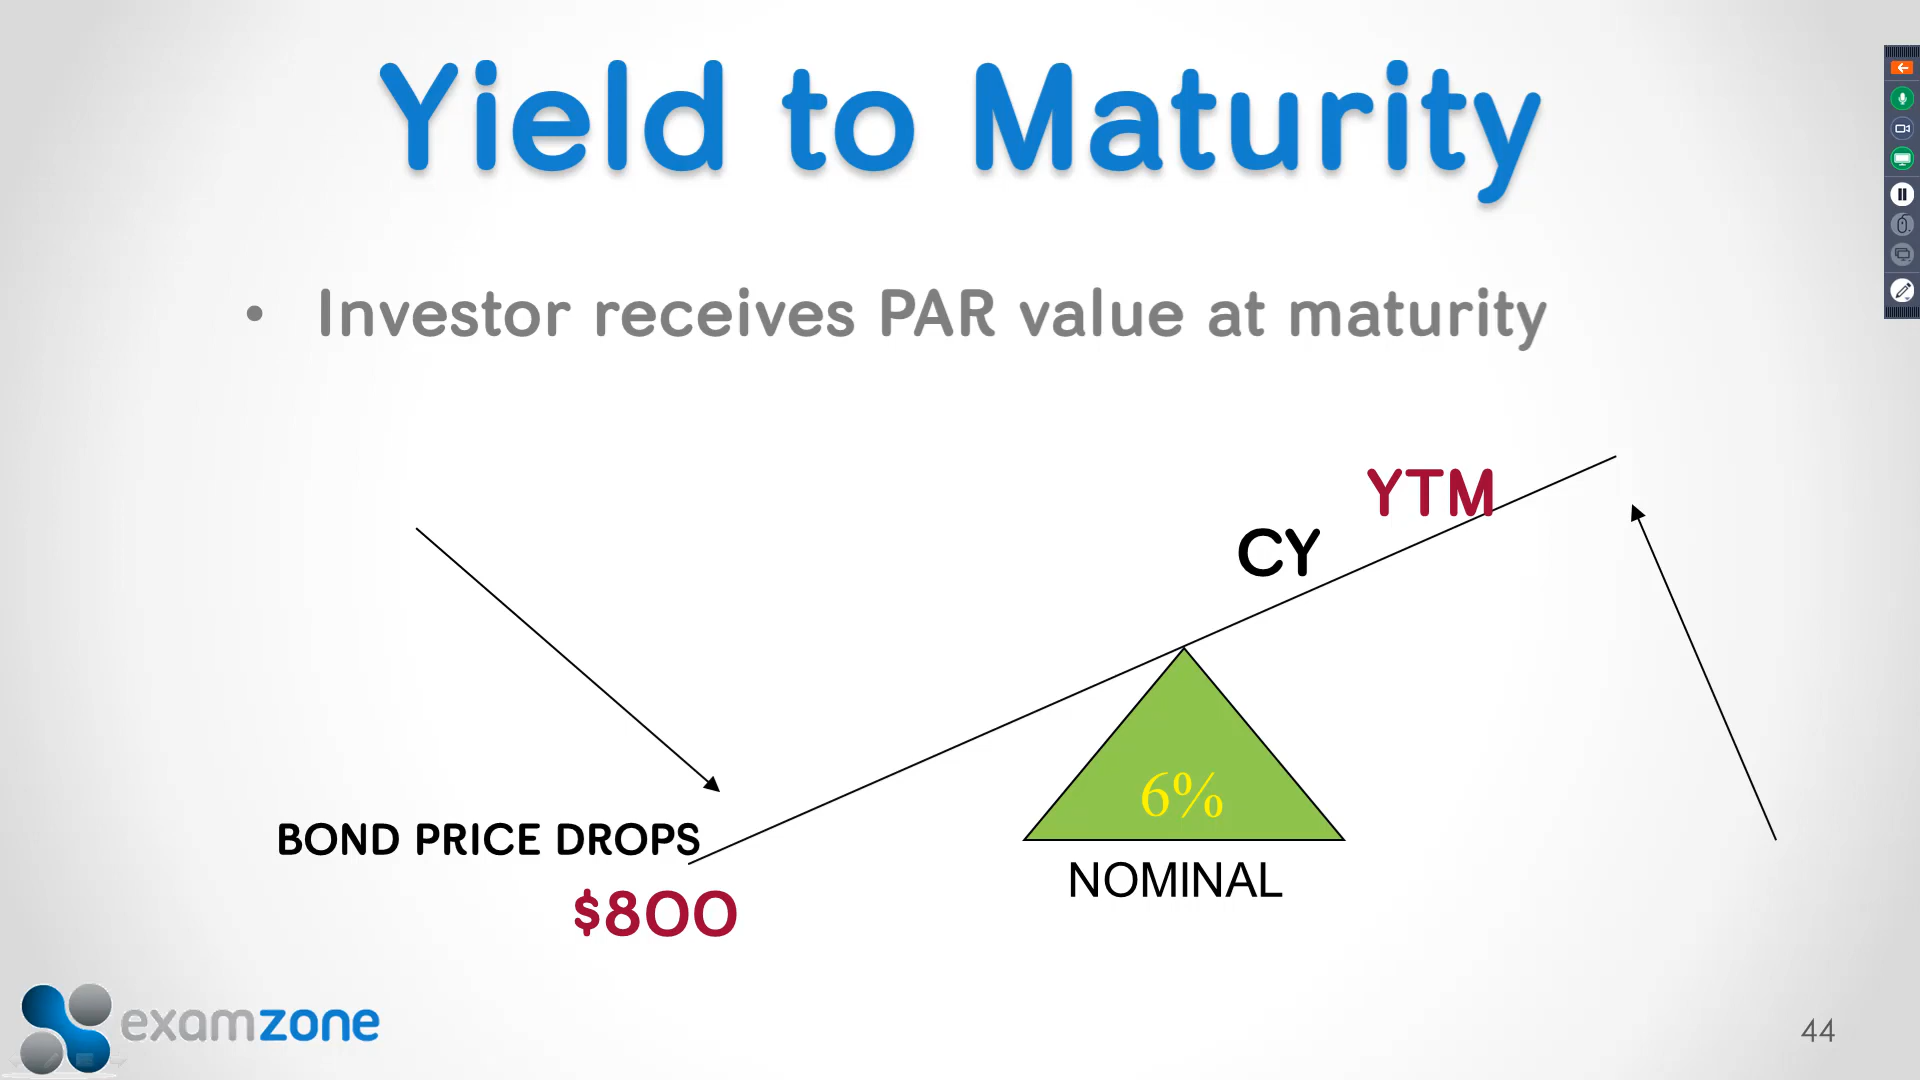 Yield to Maturity
• Investor receives PAR value at maturity
YTM
CY
6%
BOND PRICE DROPS
NOMINAL
$800
examzone
44